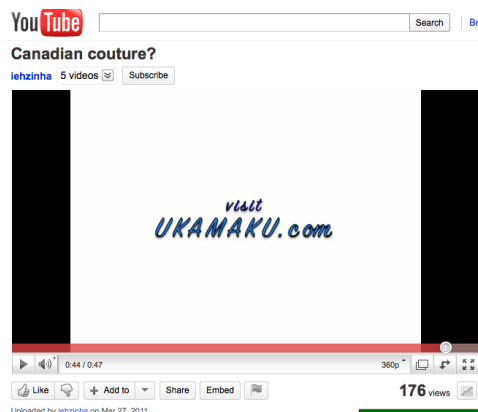 YouTube Search Br
Canadian couture?
iehzinha 5 videos Subscribe
visit
UKAMAKU.com
0:44 / 0:47 360p
Like Add to Share Embed 176 views
Uploaded by iehzinha on Mar 27, 2011